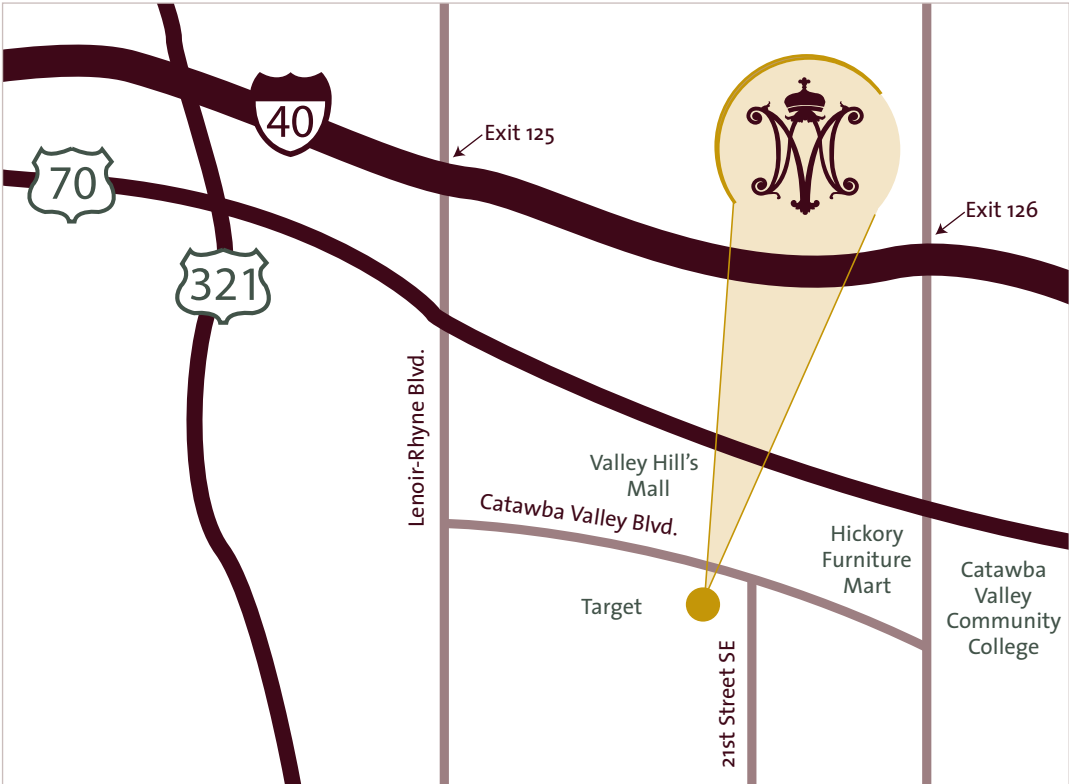 40
Exit 125
70
Exit 126
321
Lenoir-Rhyne Blvd.
Valley Hill's
Mall
Catawba Valley Blvd.
Hickory
Furniture
Mart
Catawba
Valley
Community
College
Target
21st Street SE